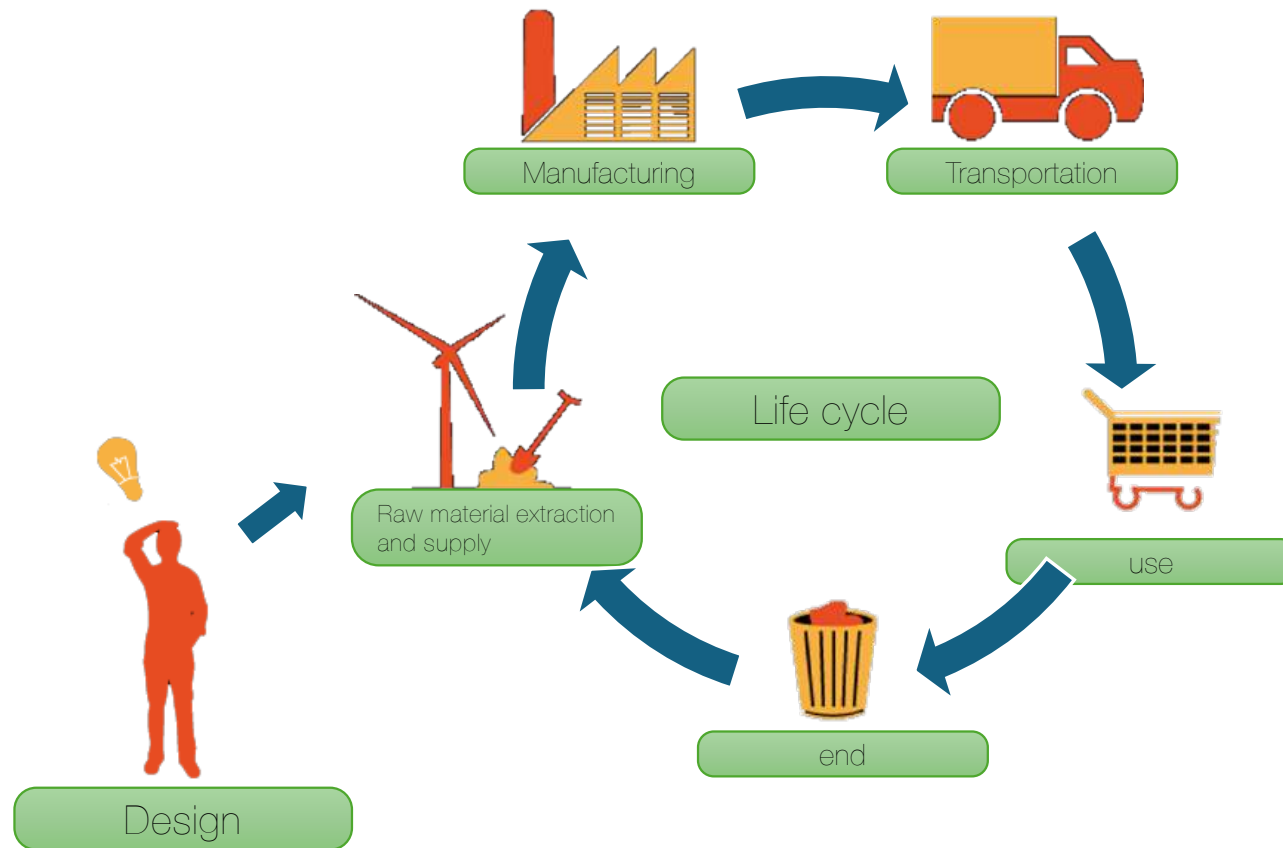 Manufacturing
Transportation
Life cycle
Raw material extraction
and supply
use
end
Design